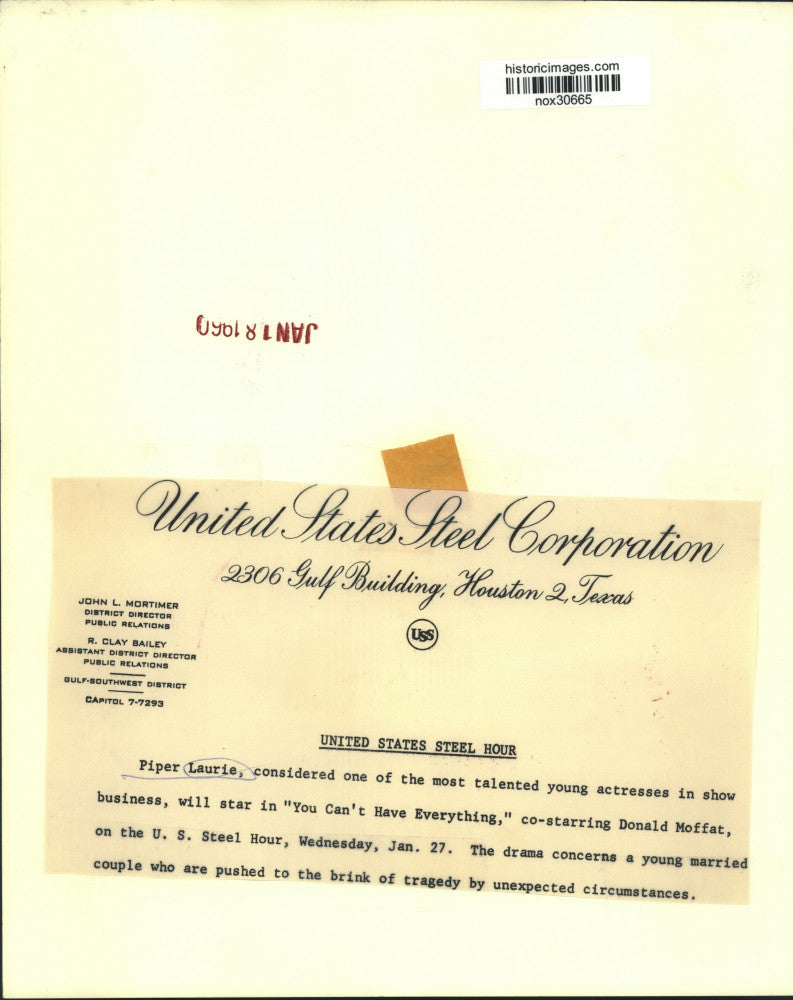 historicimages.com
nox30665
JAN 18 1960
United States Steel Corporation
2306 Gulf Building, Houston 2, Texas
USS
JOHN L. MORTIMER
DISTRICT DIRECTOR
PUBLIC RELATIONS
R. CLAY BAILEY
ASSISTANT DISTRICT DIRECTOR
PUBLIC RELATIONS
GULF-SOUTHWEST DISTRICT
CAPITOL 7-7293
UNITED STATES STEEL HOUR
Piper Laurie, considered one of the most talented young actresses in show
business, will star in "You Can't Have Everything," co-starring Donald Moffat,
on the U. S. Steel Hour, Wednesday, Jan. 27. The drama concerns a young married
couple who are pushed to the brink of tragedy by unexpected circumstances.